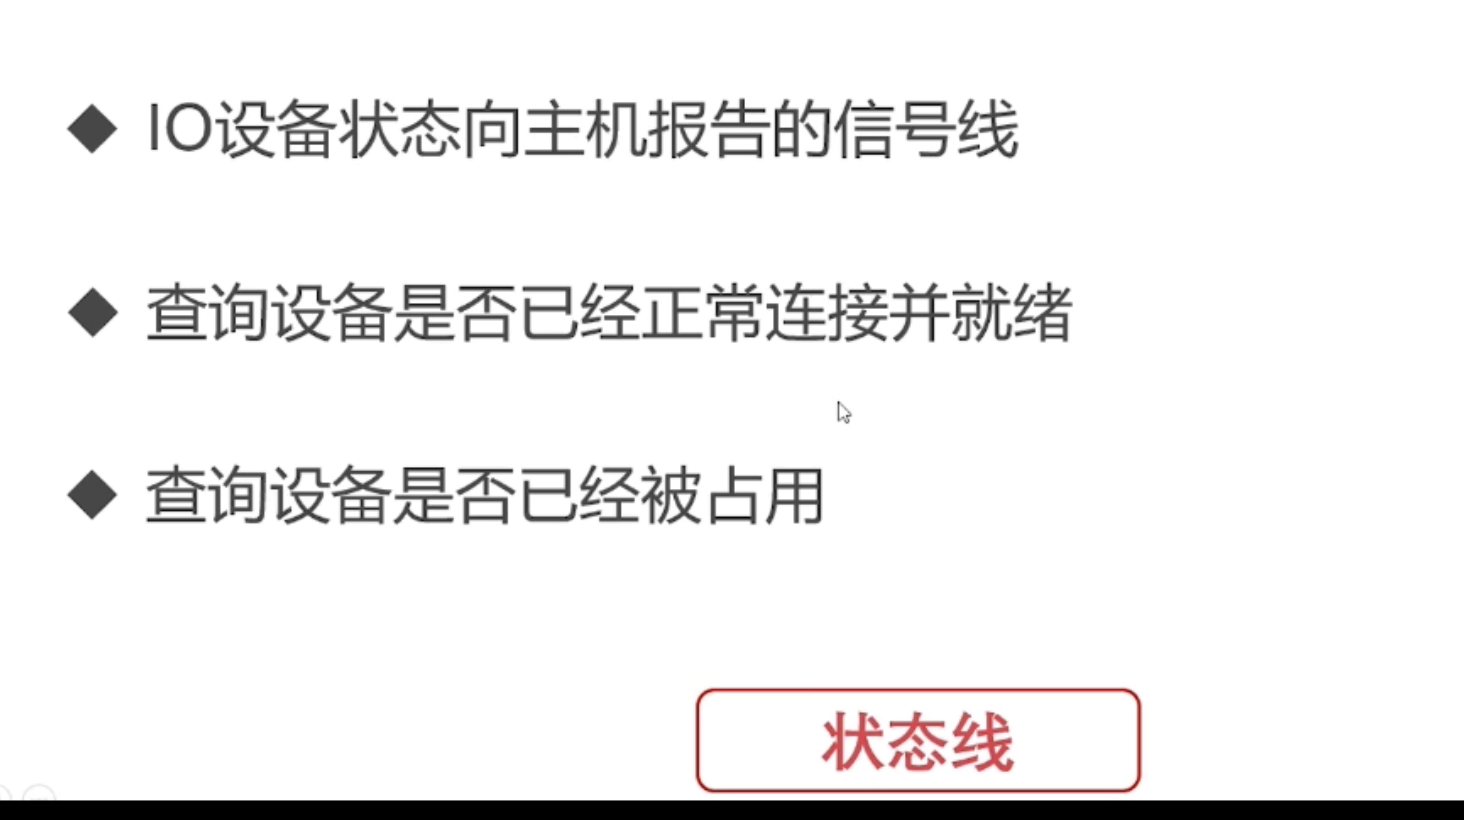 IO设备状态向主机报告的信号线
查询设备是否已经正常连接并就绪
查询设备是否已经被占用
状态线